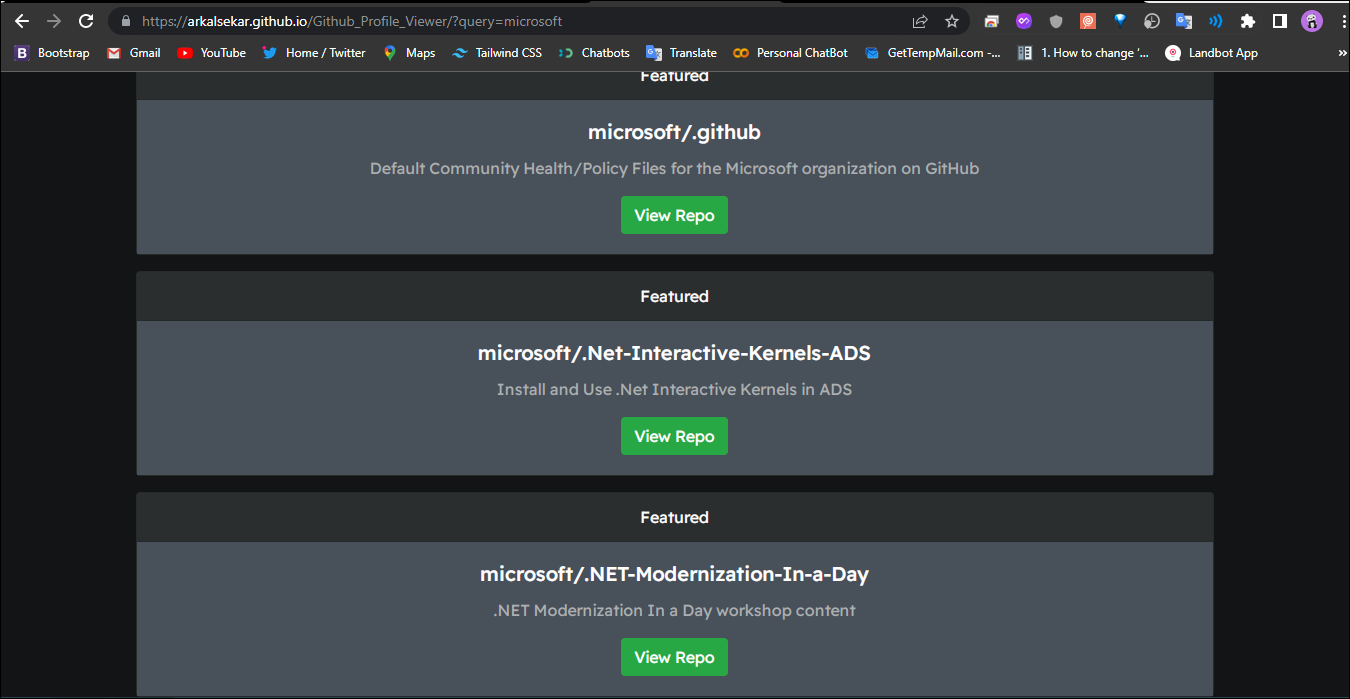 https://arkalsekar.github.io/Github_Profile_Viewer/?query=microsoft
B Bootstrap Gmail YouTube Home / Twitter Maps Tailwind CSS Chatbots Translate Personal ChatBot GetTempMail.com -... 1. How to change '... Landbot App »
Featured
microsoft/.github
Default Community Health/Policy Files for the Microsoft organization on GitHub
View Repo
Featured
microsoft/.Net-Interactive-Kernels-ADS
Install and Use .Net Interactive Kernels in ADS
View Repo
Featured
microsoft/.NET-Modernization-In-a-Day
.NET Modernization In a Day workshop content
View Repo